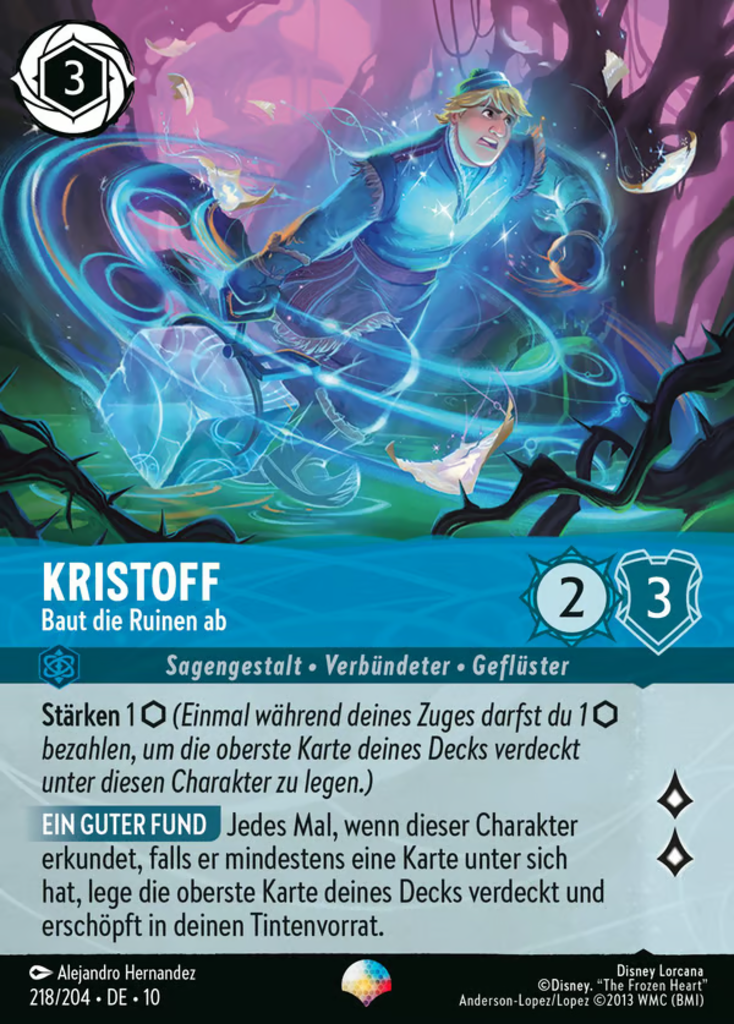 3
KRISTOFF
Baut die Ruinen ab
2
3
Sagengestalt • Verbündeter • Geflüster
Stärken 1 (Einmal während deines Zuges darfst du 1
bezahlen, um die oberste Karte deines Decks verdeckt
unter diesen Charakter zu legen.)
EIN GUTER FUND Jedes Mal, wenn dieser Charakter
erkundet, falls er mindestens eine Karte unter sich
hat, lege die oberste Karte deines Decks verdeckt und
erschöpft in deinen Tintenvorrat.
Alejandro Hernandez
218/204 • DE • 10
Disney Lorcana
©Disney. "The Frozen Heart"
Anderson-Lopez/Lopez ©2013 WMC (BMI)